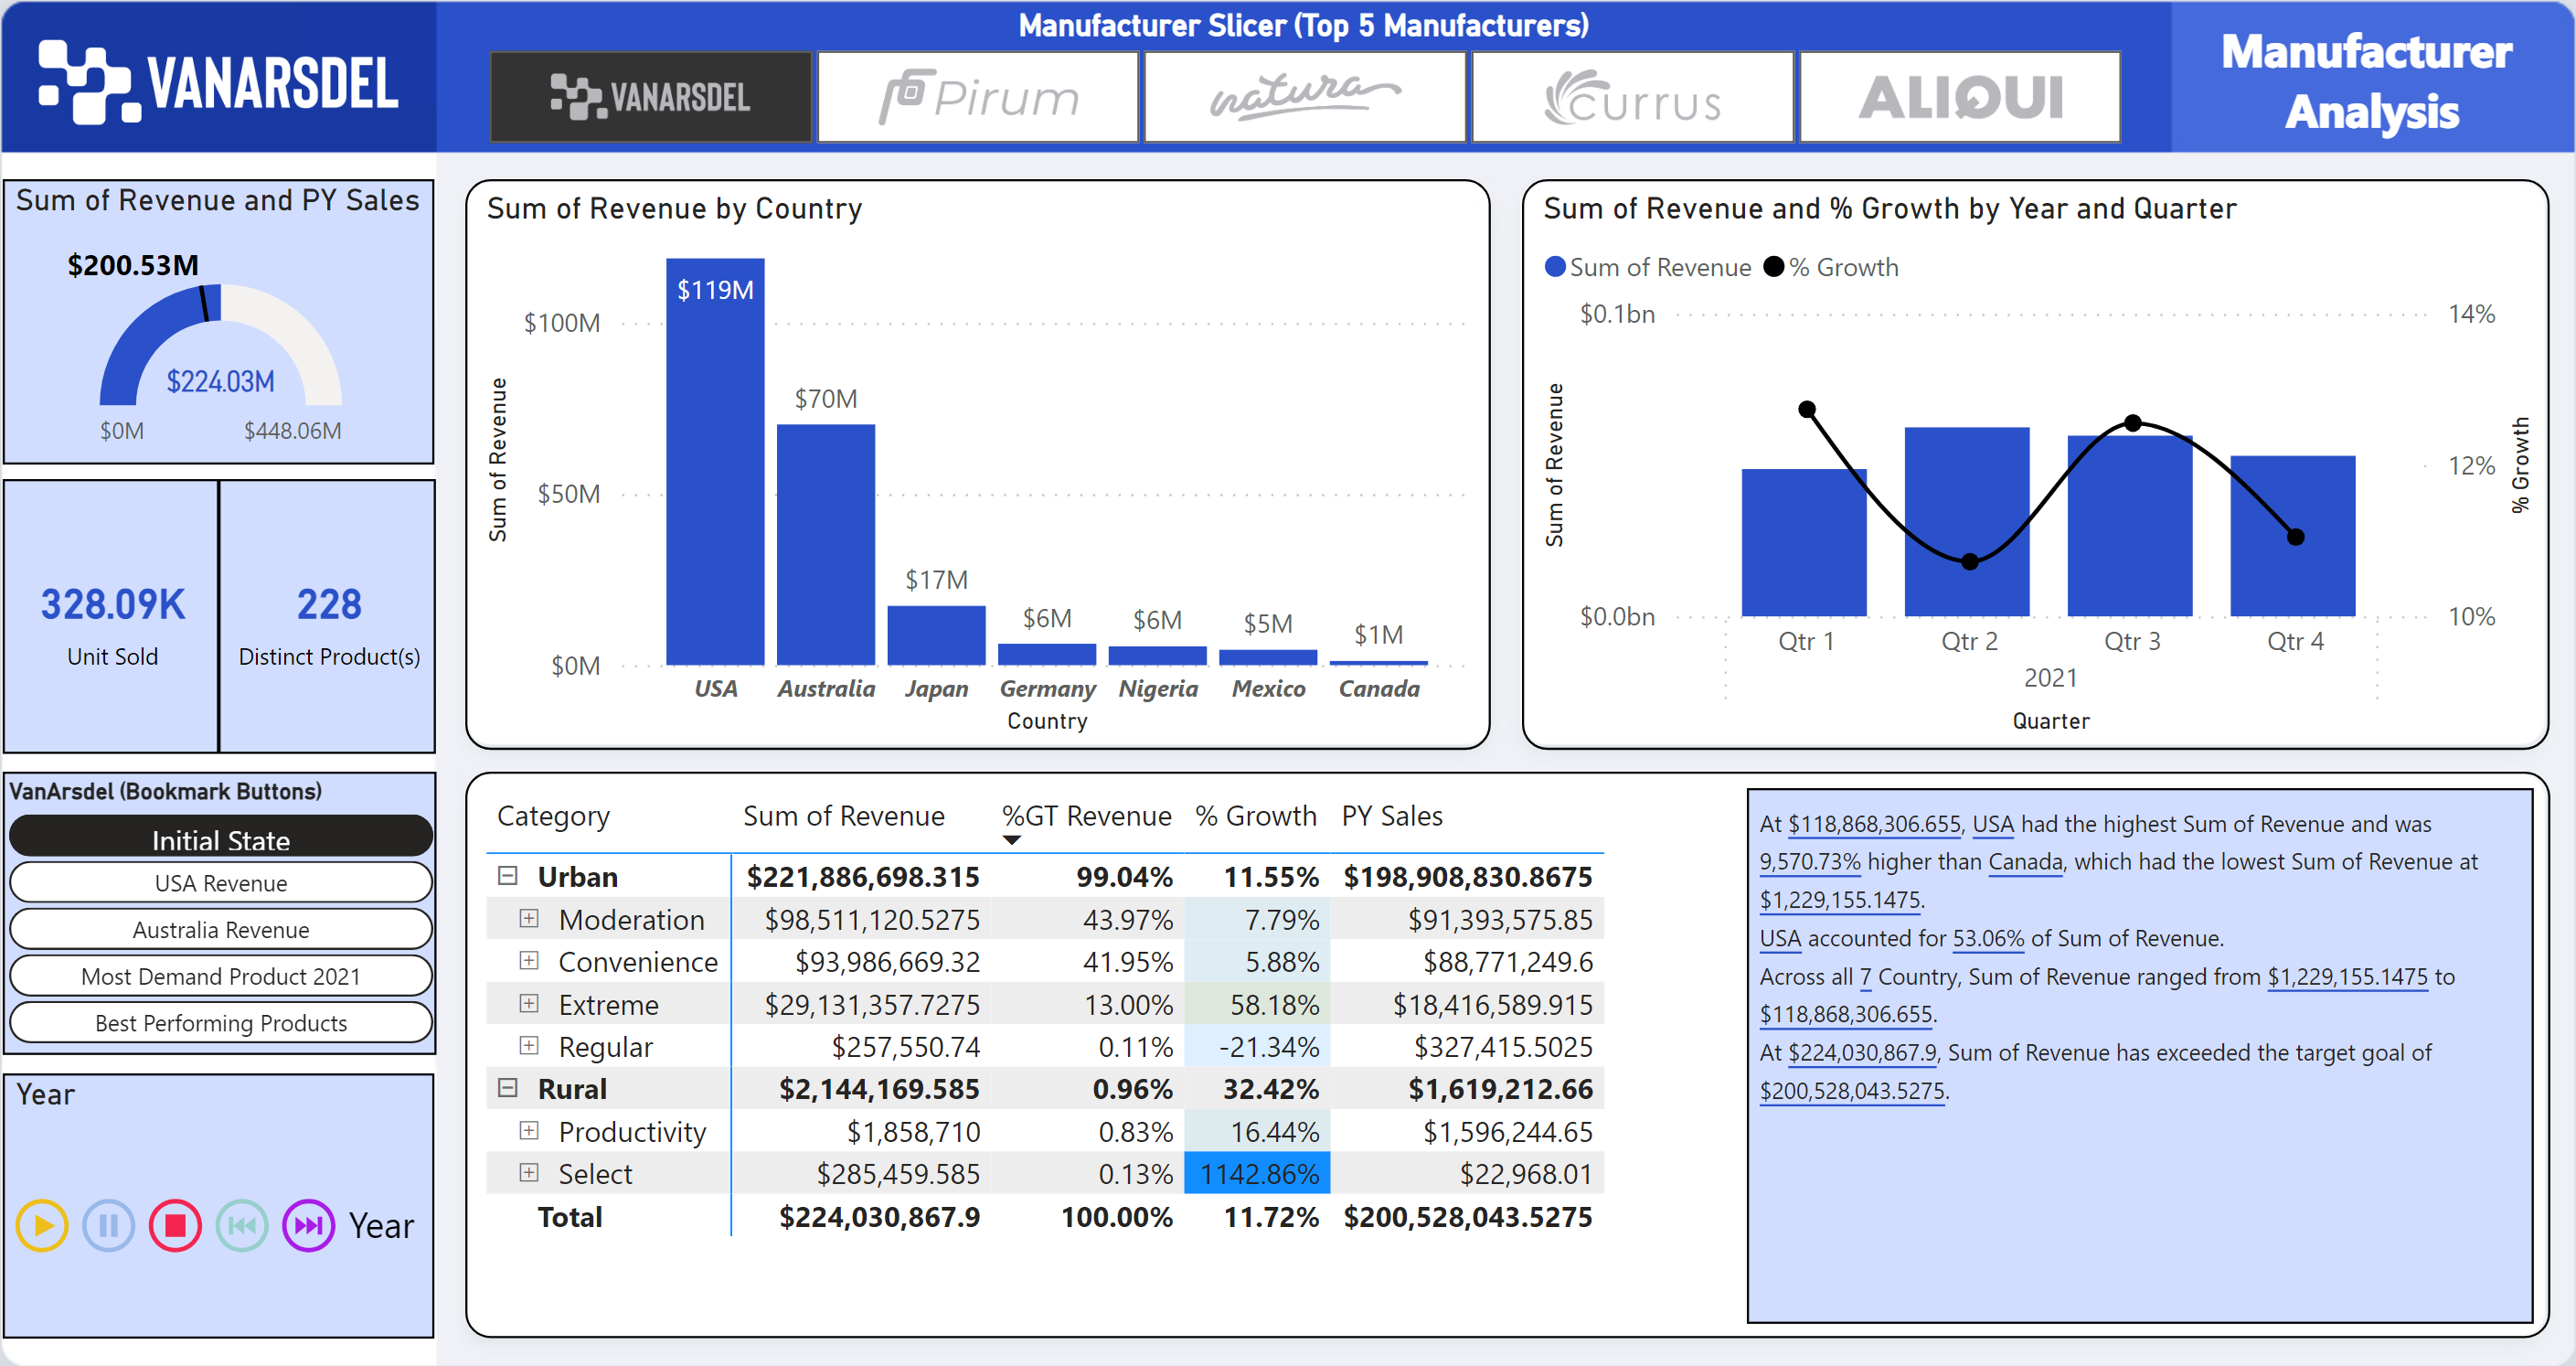 VANARSDEL
Manufacturer Slicer (Top 5 Manufacturers)
VANARSDEL
Pirum
natura
currus
ALIQUI
Manufacturer
Analysis
Sum of Revenue and PY Sales
$200.53M
$224.03M
$0M $448.06M
328.09K
Unit Sold
228
Distinct Product(s)
VanArsdel (Bookmark Buttons)
Initial State
USA Revenue
Australia Revenue
Most Demand Product 2021
Best Performing Products
Year
Year
Sum of Revenue by Country
Sum of Revenue
$100M
$50M
$0M
$119M
$70M
$17M
$6M
$6M
$5M
$1M
USA Australia Japan Germany Nigeria Mexico Canada
Country
Sum of Revenue and % Growth by Year and Quarter
Sum of Revenue % Growth
Sum of Revenue
$0.1bn
$0.0bn
14%
12%
10%
% Growth
Qtr 1 Qtr 2 Qtr 3 Qtr 4
2021
Quarter
Category Sum of Revenue %GT Revenue % Growth PY Sales
Urban $221,886,698.315 99.04% 11.55% $198,908,830.8675
Moderation $98,511,120.5275 43.97% 7.79% $91,393,575.85
Convenience $93,986,669.32 41.95% 5.88% $88,771,249.6
Extreme $29,131,357.7275 13.00% 58.18% $18,416,589.915
Regular $257,550.74 0.11% -21.34% $327,415.5025
Rural $2,144,169.585 0.96% 32.42% $1,619,212.66
Productivity $1,858,710 0.83% 16.44% $1,596,244.65
Select $285,459.585 0.13% 1142.86% $22,968.01
Total $224,030,867.9 100.00% 11.72% $200,528,043.5275
At $118,868,306.655, USA had the highest Sum of Revenue and was
9,570.73% higher than Canada, which had the lowest Sum of Revenue at
$1,229,155.1475.
USA accounted for 53.06% of Sum of Revenue.
Across all 7 Country, Sum of Revenue ranged from $1,229,155.1475 to
$118,868,306.655.
At $224,030,867.9, Sum of Revenue has exceeded the target goal of
$200,528,043.5275.